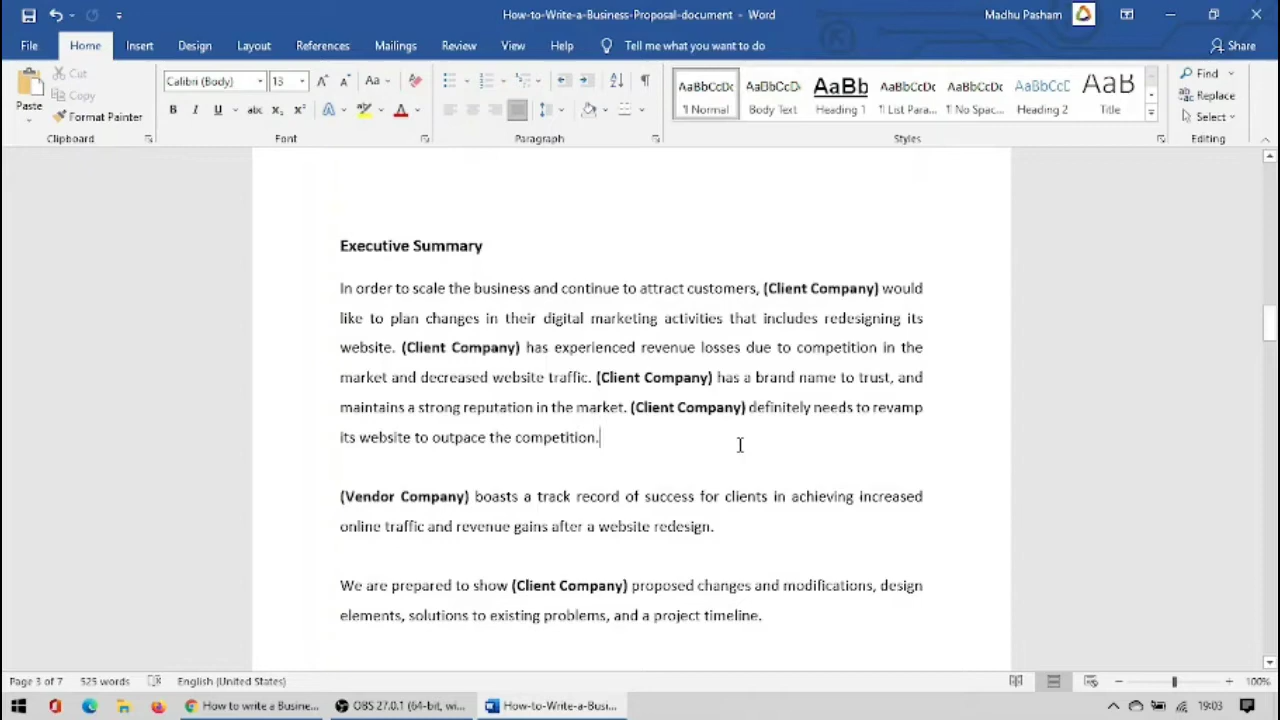 How-to-Write-a-Business-Proposal-document - Word
Madhu Pasham
File Home Insert Design Layout References Mailings Review View Help Tell me what you want to do Share
Paste
Cut
Copy
Format Painter
Clipboard
Calibri (Body) 13
Font
Paragraph
AaBbCcDc AaBbCcDc AaBb AaBbCcDc AaBbCcDc AaBbCcC AaB
¶ Normal Body Text Heading 1 ¶ List Para... ¶ No Spac... Heading 2 Title
Styles
Find
Replace
Select
Editing
Executive Summary
In order to scale the business and continue to attract customers, (Client Company) would
like to plan changes in their digital marketing activities that includes redesigning its
website. (Client Company) has experienced revenue losses due to competition in the
market and decreased website traffic. (Client Company) has a brand name to trust, and
maintains a strong reputation in the market. (Client Company) definitely needs to revamp
its website to outpace the competition.
(Vendor Company) boasts a track record of success for clients in achieving increased
online traffic and revenue gains after a website redesign.
We are prepared to show (Client Company) proposed changes and modifications, design
elements, solutions to existing problems, and a project timeline.
Page 3 of 7 525 words English (United States) 100%
How to write a Busine... OBS 27.0.1 (64-bit, wi... How-to-Write-a-Busi... 19:03